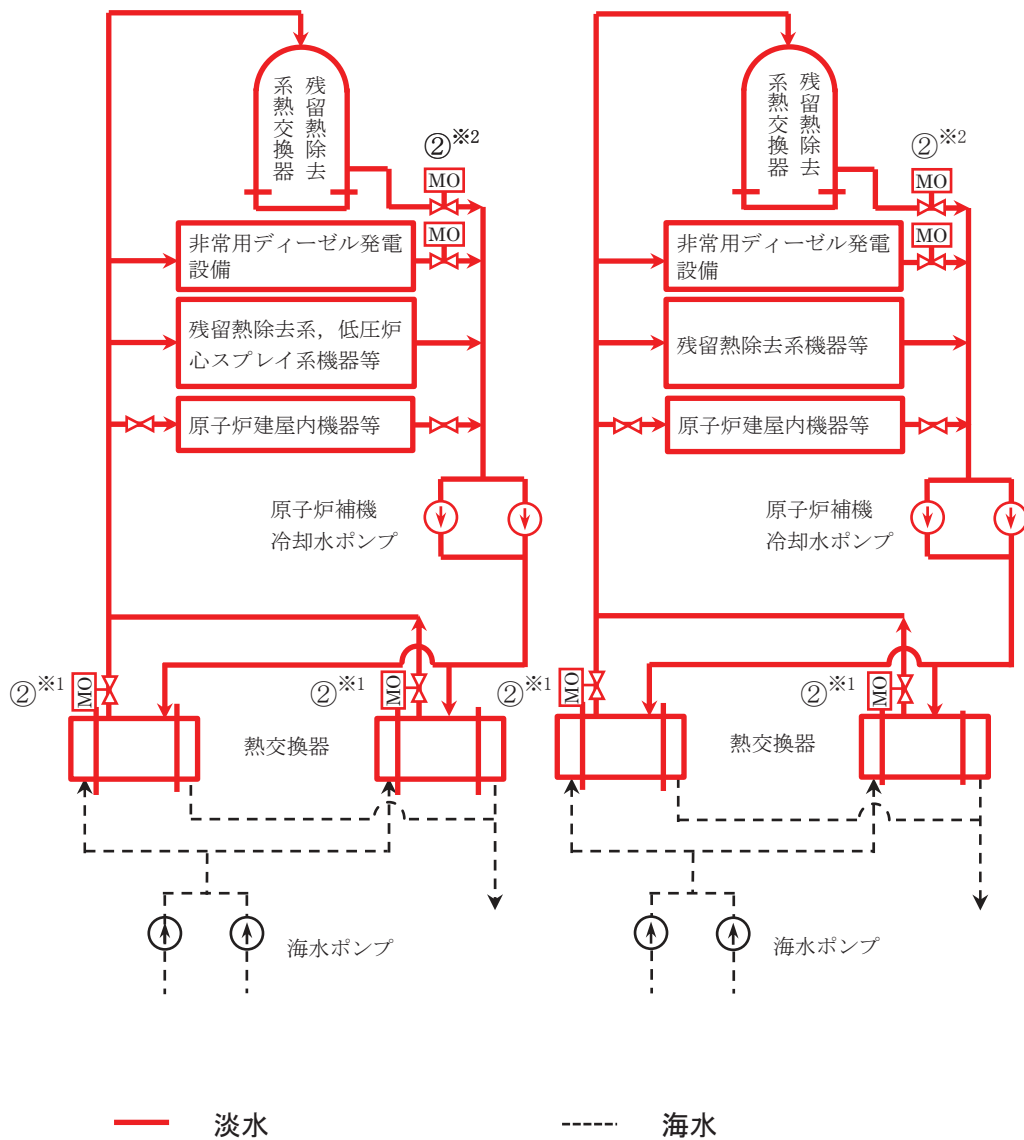 残留熱除去
系熱交換器
②※2
MO
非常用ディーゼル発電
設備
MO
残留熱除去系，低圧炉
心スプレイ系機器等
原子炉建屋内機器等
原子炉補機
冷却水ポンプ
②※1
MO
②※1
MO
熱交換器
海水ポンプ
残留熱除去
系熱交換器
②※2
MO
非常用ディーゼル発電
設備
MO
残留熱除去系機器等
原子炉建屋内機器等
原子炉補機
冷却水ポンプ
②※1
MO
②※1
MO
熱交換器
海水ポンプ
淡水
海水